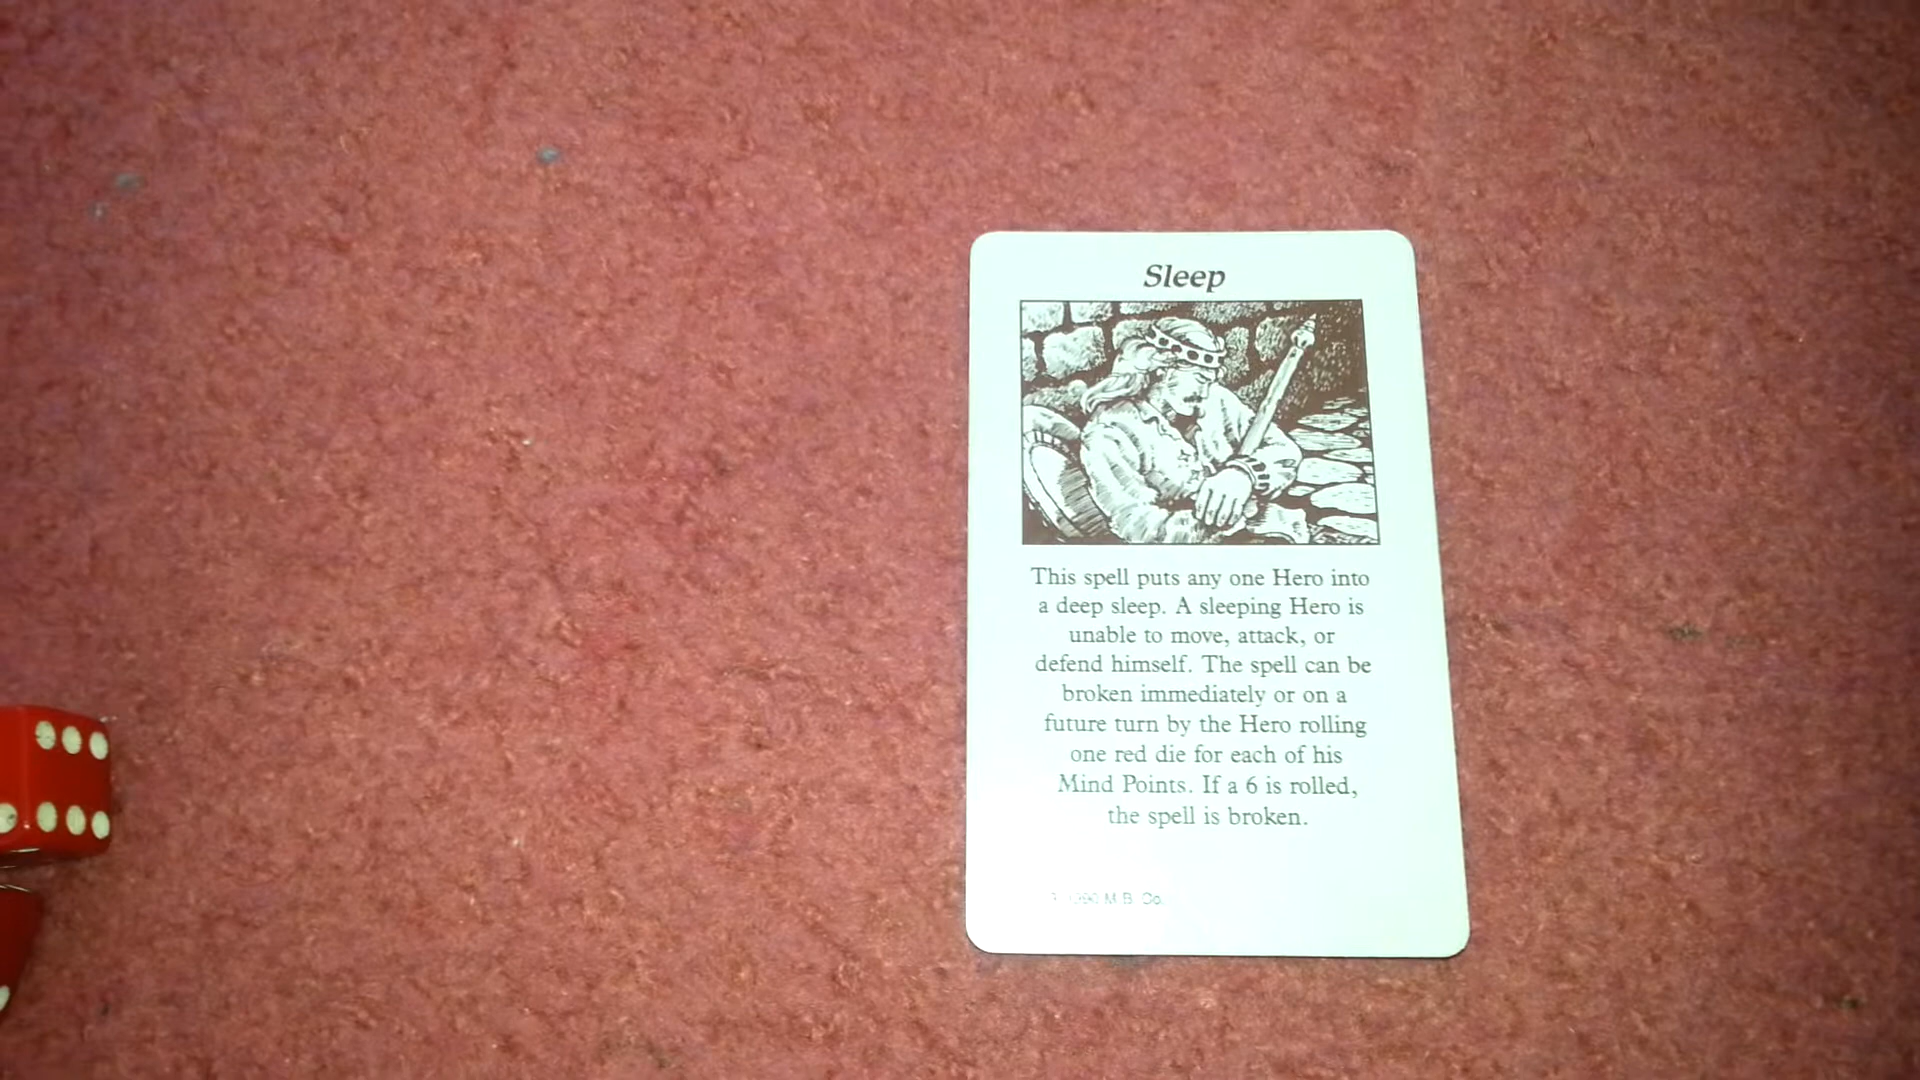 Sleep
This spell puts any one Hero into
a deep sleep. A sleeping Hero is
unable to move, attack, or
defend himself. The spell can be
broken immediately or on a
future turn by the Hero rolling
one red die for each of his
Mind Points. If a 6 is rolled,
the spell is broken.
1990 M.B. Co.